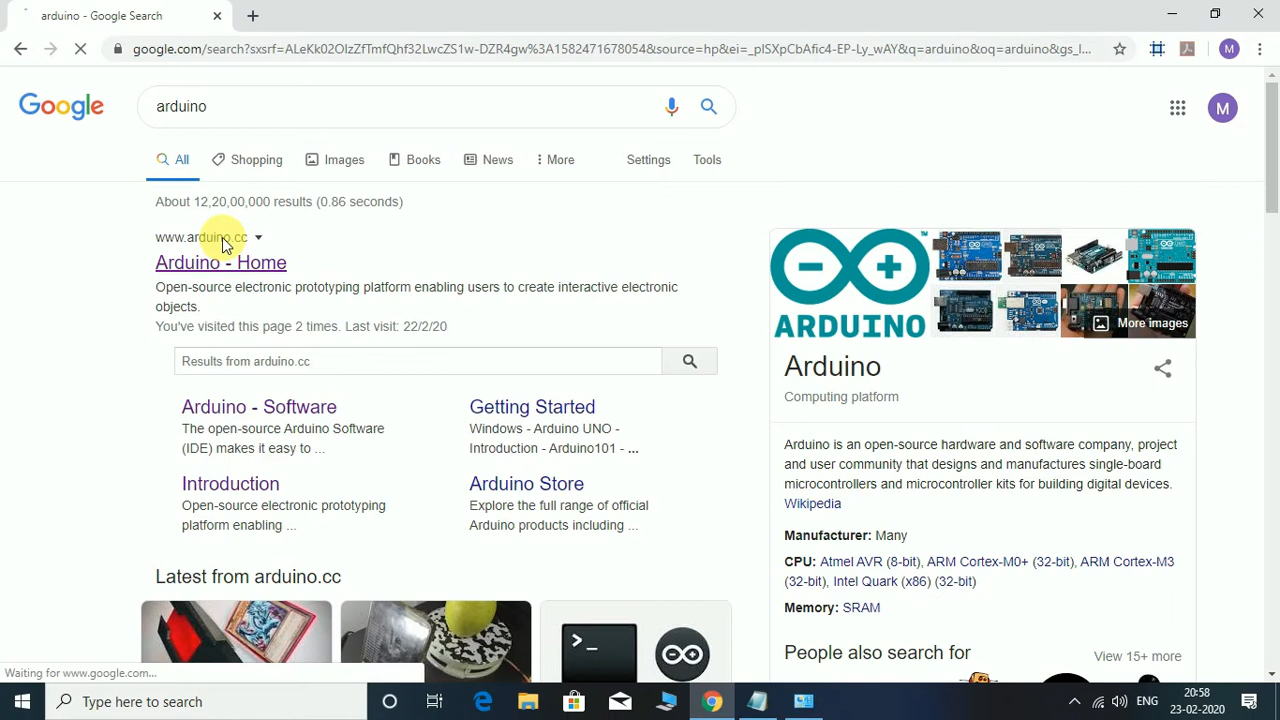 arduino - Google Search
google.com/search?sxsrf=ALeKk02OlzZfTmfQhf32LwcZS1w-DZR4gw%3A1582471678054&source=hp&ei=_plSXpCbAfic4-EP-Ly_wAY&q=arduino&oq=arduino&gs_l...
M
Google
arduino
M
All
Shopping
Images
Books
News
More
Settings
Tools
About 12,20,00,000 results (0.86 seconds)
www.arduino.cc
Arduino - Home
Open-source electronic prototyping platform enabling users to create interactive electronic
objects.
You've visited this page 2 times. Last visit: 22/2/20
Results from arduino.cc
Arduino - Software
The open-source Arduino Software
(IDE) makes it easy to ...
Getting Started
Windows - Arduino UNO -
Introduction - Arduino101 - ...
Introduction
Open-source electronic prototyping
platform enabling ...
Arduino Store
Explore the full range of official
Arduino products including ...
Latest from arduino.cc
ARDUINO
More images
Arduino
Computing platform
Arduino is an open-source hardware and software company, project
and user community that designs and manufactures single-board
microcontrollers and microcontroller kits for building digital devices.
Wikipedia
Manufacturer: Many
CPU: Atmel AVR (8-bit), ARM Cortex-M0+ (32-bit), ARM Cortex-M3
(32-bit), Intel Quark (x86) (32-bit)
Memory: SRAM
People also search for
View 15+ more
Waiting for www.google.com...
Type here to search
ENG
20:58
23-02-2020